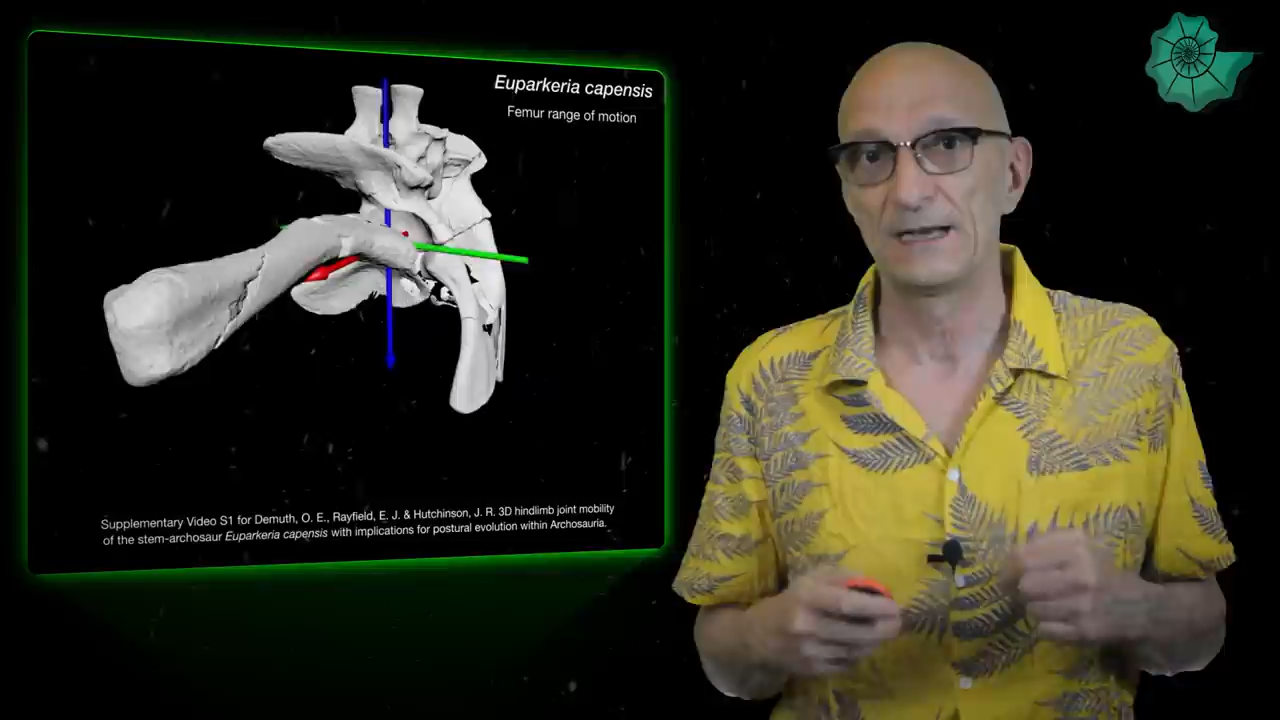 Euparkeria capensis
Femur range of motion
Supplementary Video S1 for Demuth, O. E., Rayfield, E. J. & Hutchinson, J. R. 3D hindlimb joint mobility
of the stem-archosaur Euparkeria capensis with implications for postural evolution within Archosauria.